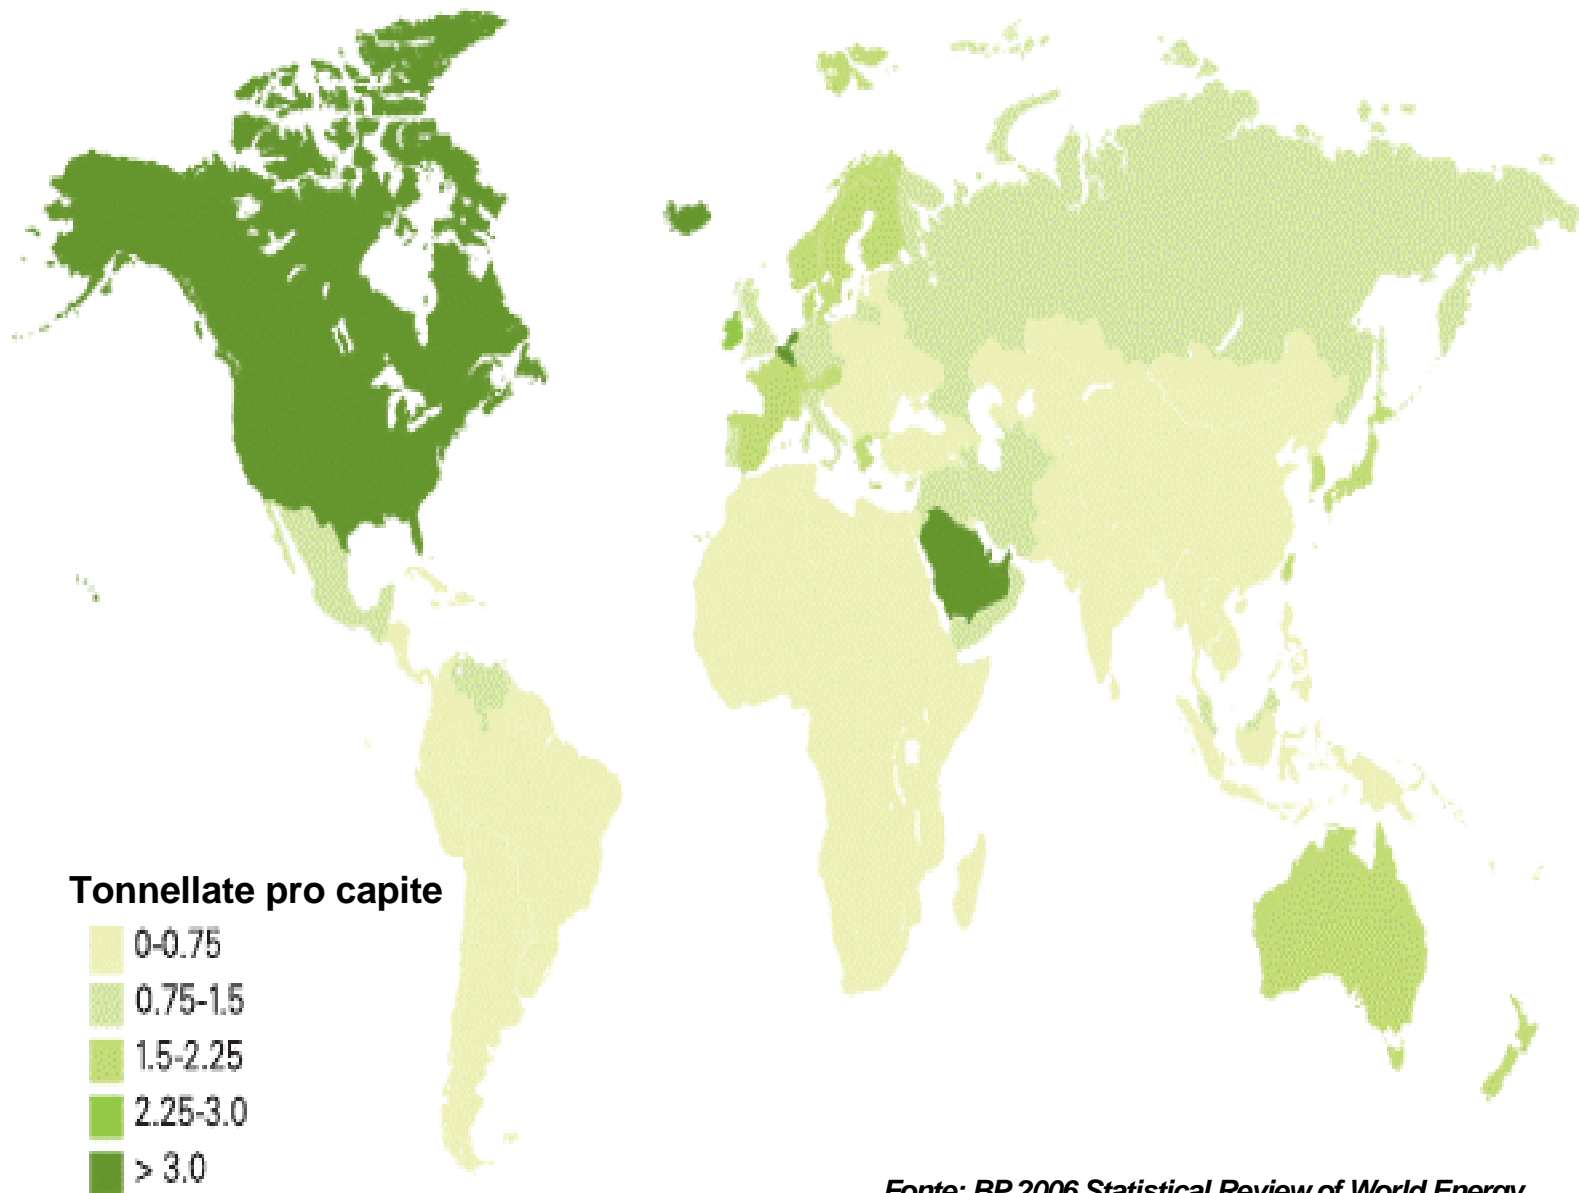 Tonnellate pro capite
0-0.75
0.75-1.5
1.5-2.25
2.25-3.0
> 3.0
Fonte: BP 2006 Statistical Review of World Energy